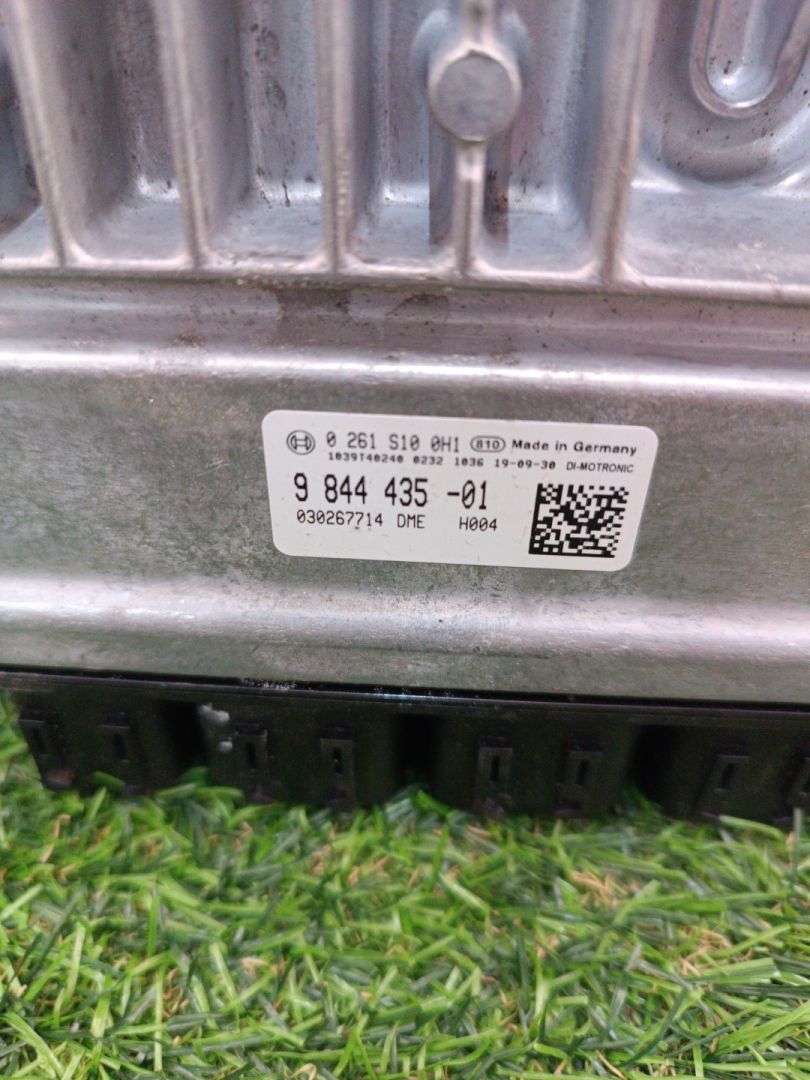 0 261 S10 0H1 810 Made in Germany
1039T40240 0232 1036 19-09-30 DI-MOTRONIC
9 844 435 -01
030267714 DME H004